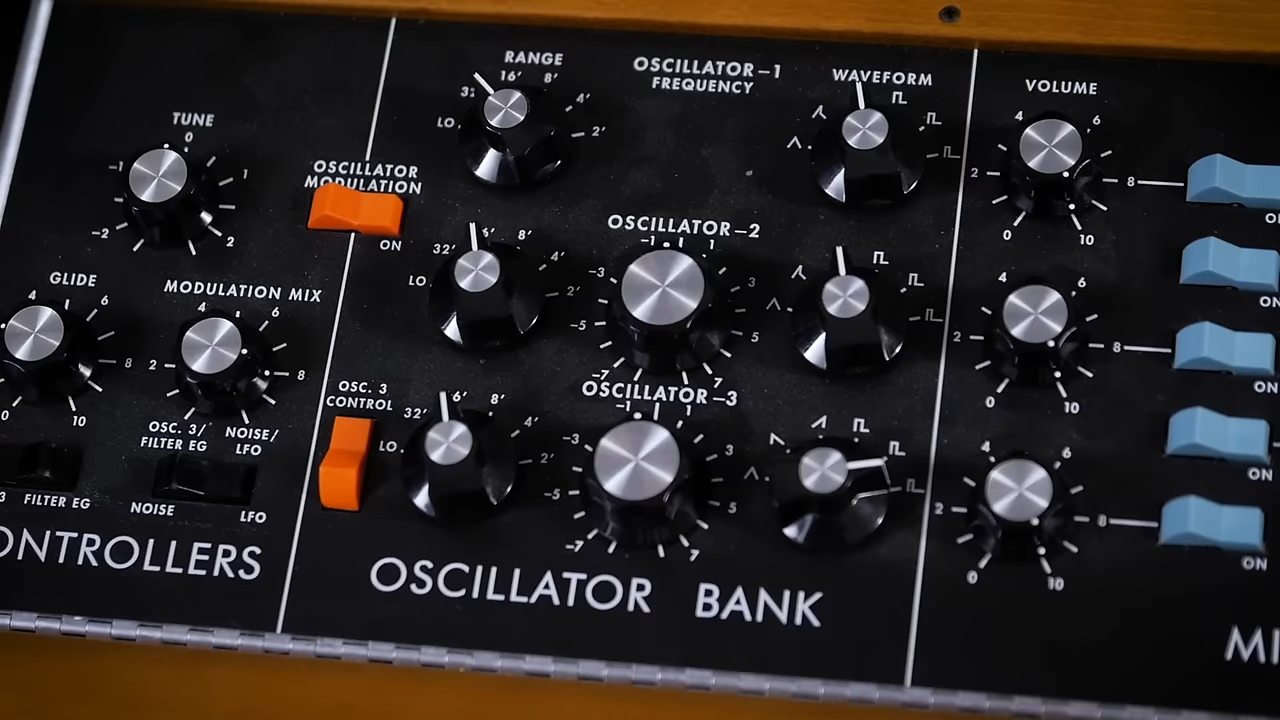 TUNE
0
-1 1
-2 2
GLIDE
4 6
8
0 10
MODULATION MIX
4 6
2 8
OSC. 3/
FILTER EG
NOISE/
LFO
3 FILTER EG
NOISE LFO
ONTROLLERS
OSCILLATOR
MODULATION
ON
OSC. 3
CONTROL
RANGE
LO 16' 8' 4' 2'
OSCILLATOR-1
FREQUENCY
WAVEFORM
OSCILLATOR-2
LO 32' 6' 8' 4' 2'
-7 -5 -3 -1 1 3 5 7
OSCILLATOR-3
LO 32' 6' 8' 4' 2'
-7 -5 -3 -1 1 3 5 7
OSCILLATOR BANK
VOLUME
4 6
2 8
0 10
4 6
2 8
0 10
4 6
2 8
0 10
ON
ON
ON
ON
MI